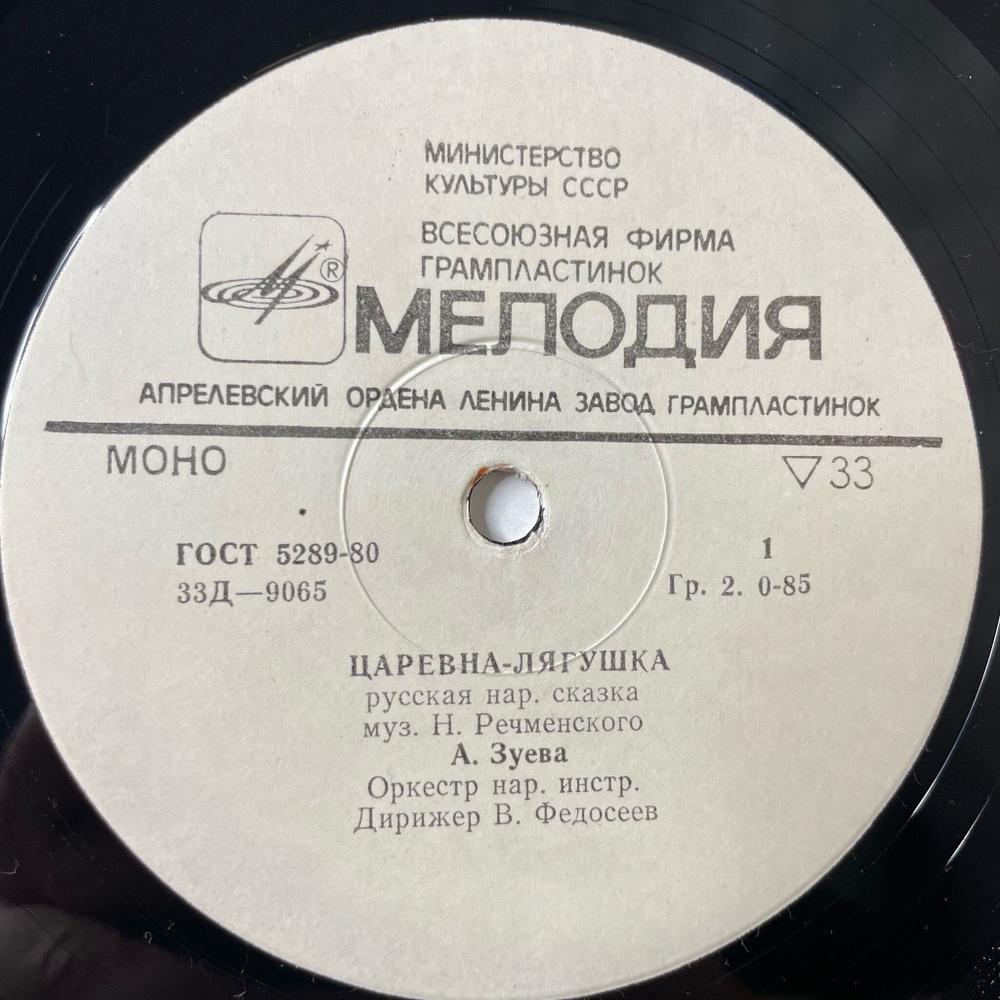 МИНИСТЕРСТВО
КУЛЬТУРЫ СССР
ВСЕСОЮЗНАЯ ФИРМА
ГРАМПЛАСТИНОК
®
МЕЛОДИЯ
АПРЕЛЕВСКИЙ ОРДЕНА ЛЕНИНА ЗАВОД ГРАМПЛАСТИНОК
МОНО ▽33
ГОСТ 5289-80 1
33Д—9065 Гр. 2. 0-85
ЦАРЕВНА-ЛЯГУШКА
русская нар. сказка
муз. Н. Речменского
А. Зуева
Оркестр нар. инстр.
Дирижер В. Федосеев